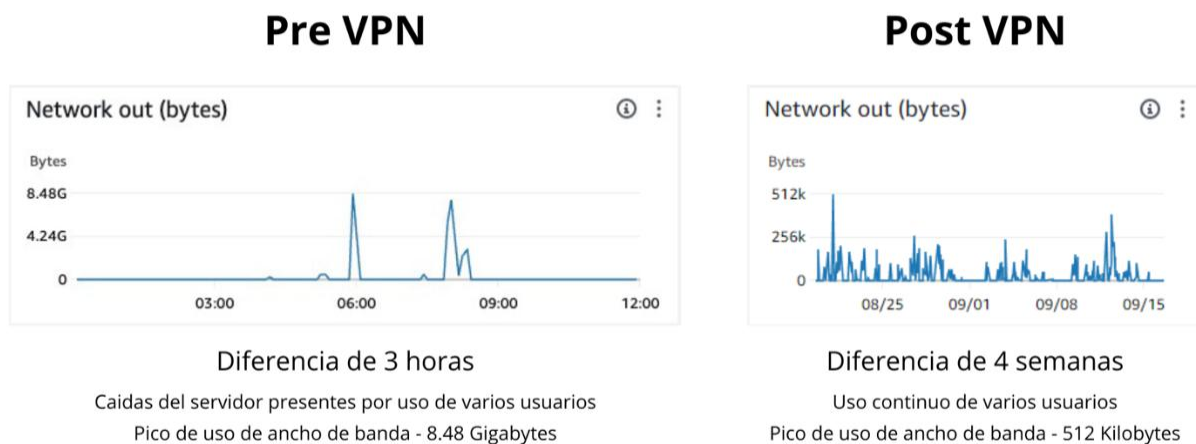 Pre VPN
Post VPN
Network out (bytes)
Bytes
8.48G
4.24G
0
03:00 06:00 09:00 12:00
Network out (bytes)
Bytes
512k
256k
0
08/25 09/01 09/08 09/15
Diferencia de 3 horas
Caidas del servidor presentes por uso de varios usuarios
Pico de uso de ancho de banda - 8.48 Gigabytes
Diferencia de 4 semanas
Uso continuo de varios usuarios
Pico de uso de ancho de banda - 512 Kilobytes